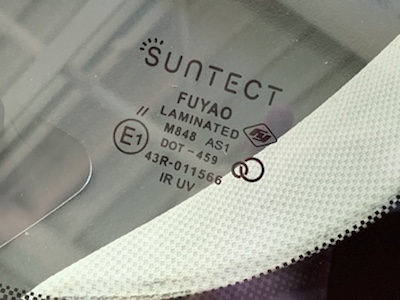 SUNTECT
FUYAO
LAMINATED
M848 AS1
DOT-459
E1
43R-011566
IR UV